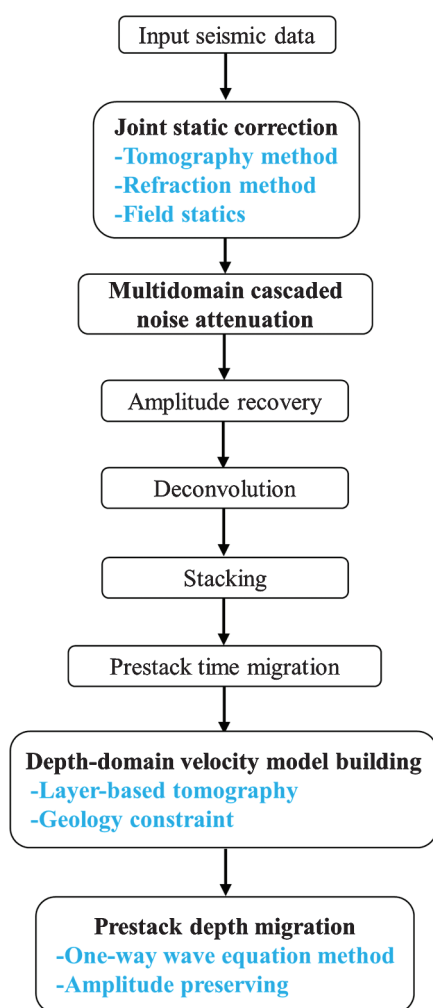 Input seismic data
Joint static correction
-Tomography method
-Refraction method
-Field statics
Multidomain cascaded
noise attenuation
Amplitude recovery
Deconvolution
Stacking
Prestack time migration
Depth-domain velocity model building
-Layer-based tomography
-Geology constraint
Prestack depth migration
-One-way wave equation method
-Amplitude preserving